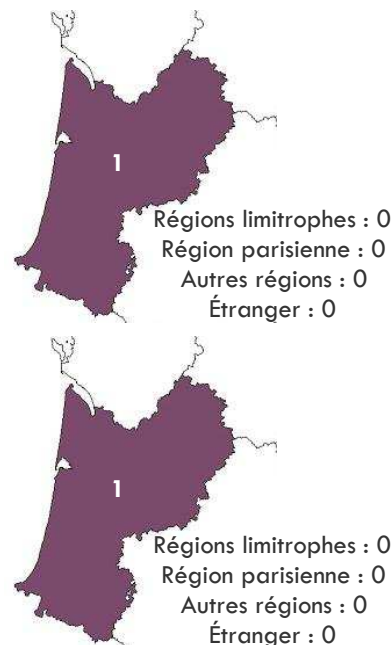 1
Régions limitrophes : 0
Région parisienne : 0
Autres régions : 0
Étranger : 0
1
Régions limitrophes : 0
Région parisienne : 0
Autres régions : 0
Étranger : 0